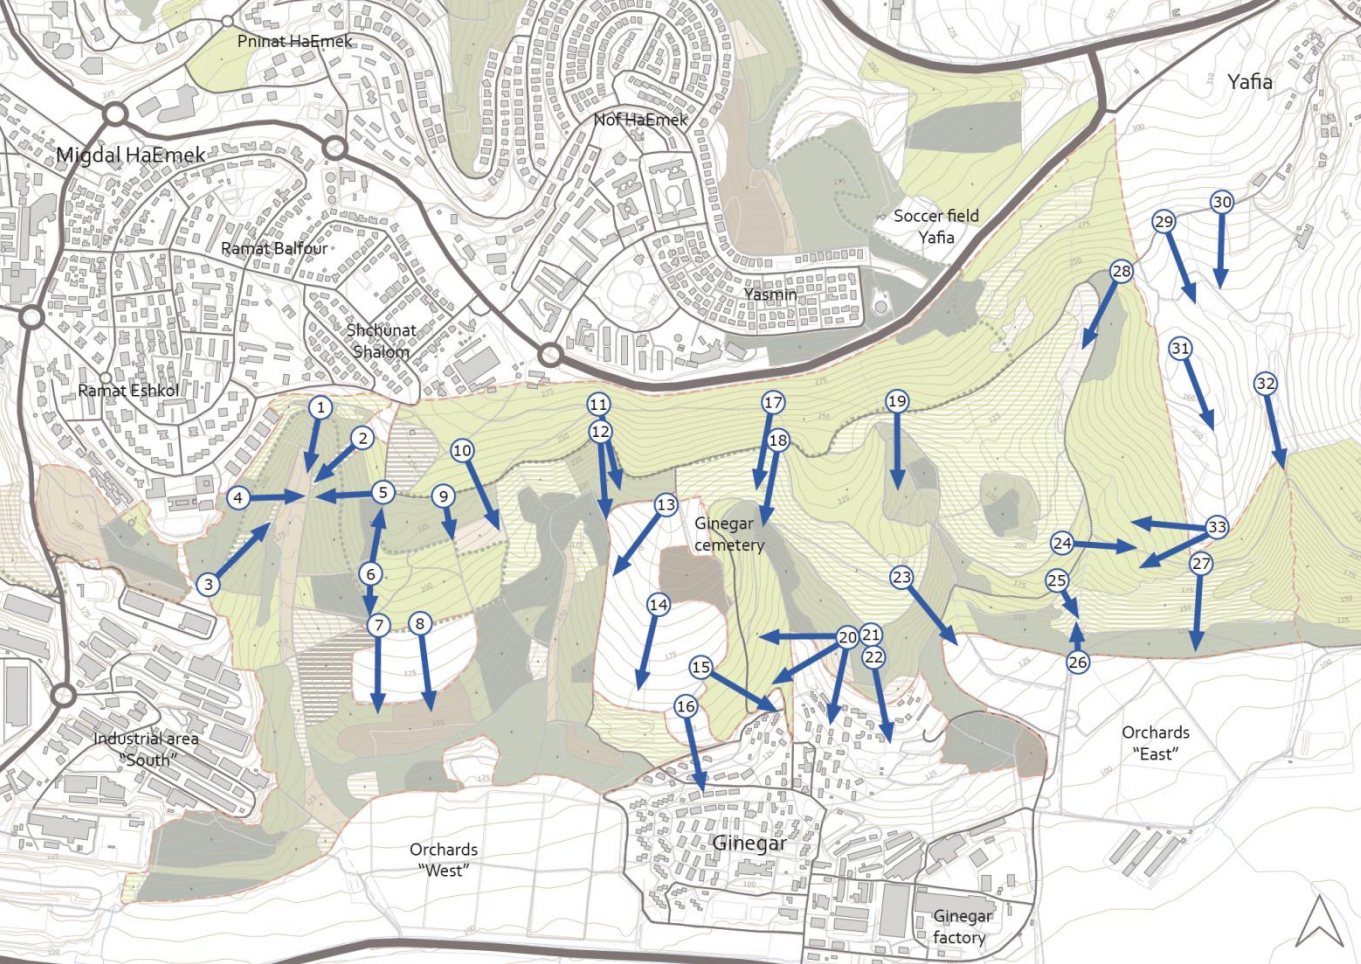 Pninat HaEmek
Nof HaEmek
Yafia
Migdal HaEmek
Ramat Balfour
Soccer field
Yafia
Yasmin
Shchunat
Shalom
Ramat Eshkol
30
29
28
31
32
1
2
11
12
17
18
19
10
4
5
9
13
Ginegar
cemetery
33
24
27
3
6
23
25
14
7
8
20
21
22
15
26
16
Industrial area
"South"
Orchards
"East"
Orchards
"West"
Ginegar
Ginegar
factory